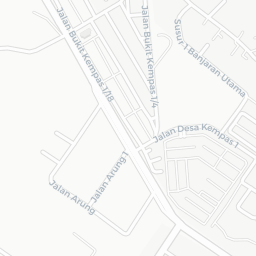 Jalan Bukit Kempas 1/18
Jalan Bukit Kempas 1/4
Susur 1 Banjaran Utama
Jalan Desa Kempas 1
Jalan Arung 1
Jalan Arung